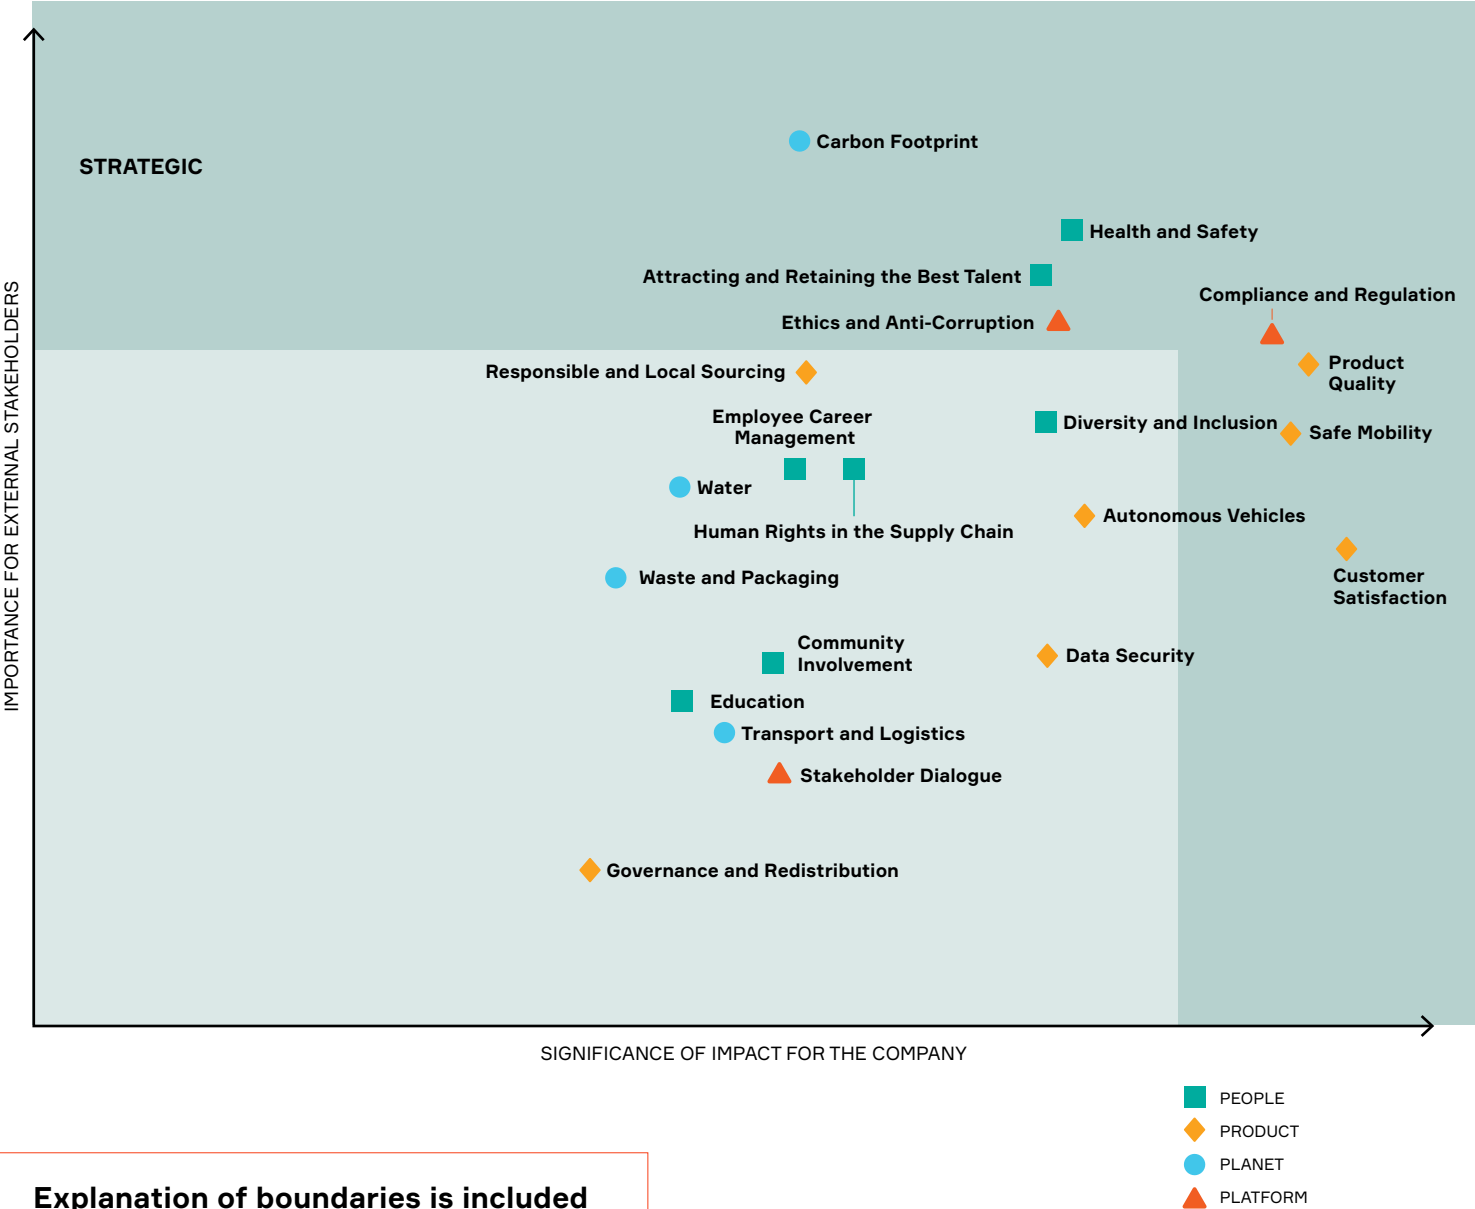 Carbon Footprint
STRATEGIC
Health and Safety
Attracting and Retaining the Best Talent
Compliance and Regulation
Ethics and Anti-Corruption
Product
Quality
Responsible and Local Sourcing
Employee Career
Management
Diversity and Inclusion
Safe Mobility
Water
Human Rights in the Supply Chain
Autonomous Vehicles
Customer
Satisfaction
Waste and Packaging
Community
Involvement
Data Security
Education
Transport and Logistics
Stakeholder Dialogue
Governance and Redistribution
IMPORTANCE FOR EXTERNAL STAKEHOLDERS
SIGNIFICANCE OF IMPACT FOR THE COMPANY
PEOPLE
PRODUCT
PLANET
PLATFORM
Explanation of boundaries is included